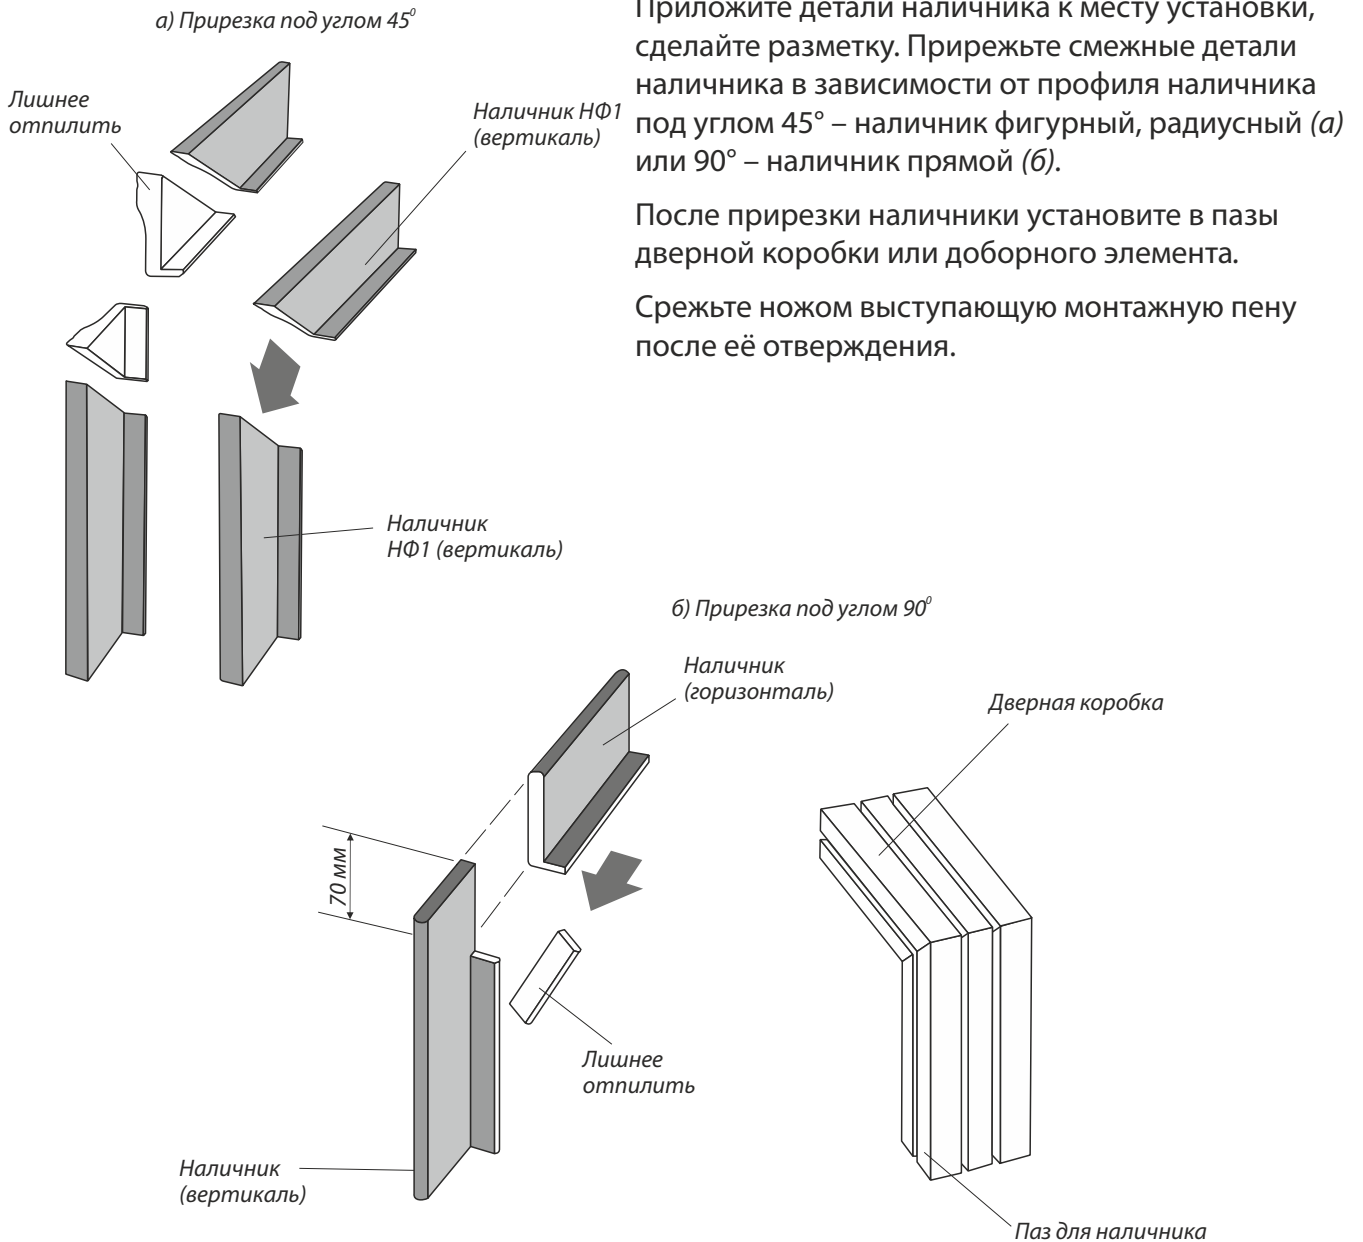 а) Прирезка под углом 45⁰
Приложите детали наличника к месту установки,
сделайте разметку. Прирежьте смежные детали
наличника в зависимости от профиля наличника
под углом 45° – наличник фигурный, радиусный (а)
или 90° – наличник прямой (б).
После прирезки наличники установите в пазы
дверной коробки или доборного элемента.
Срежьте ножом выступающую монтажную пену
после её отверждения.
Лишнее
отпилить
Наличник НФ1
(вертикаль)
Наличник
НФ1 (вертикаль)
б) Прирезка под углом 90⁰
Наличник
(горизонталь)
Дверная коробка
70 мм
Лишнее
отпилить
Наличник
(вертикаль)
Паз для наличника